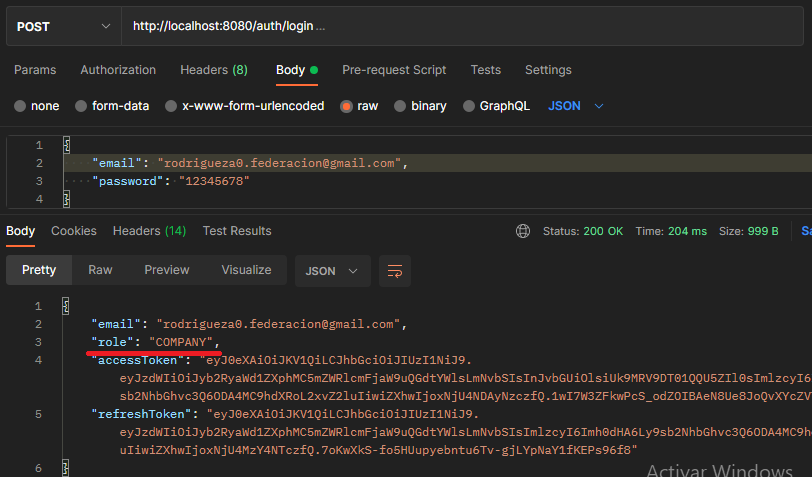 POST http://localhost:8080/auth/login ...
Params Authorization Headers (8) Body Pre-request Script Tests Settings
none form-data x-www-form-urlencoded raw binary GraphQL JSON
1 {
2 "email": "rodrigueza0.federacion@gmail.com",
3 "password": "12345678"
4 }
Body Cookies Headers (14) Test Results Status: 200 OK Time: 204 ms Size: 999 B Sa
Pretty Raw Preview Visualize JSON
1 {
2 "email": "rodrigueza0.federacion@gmail.com",
3 "role": "COMPANY",
4 "accessToken": "eyJ0eXAiOiJKV1QiLCJhbGciOiJIUzI1NiJ9.
eyJzdWIiOiJyb2RyaWd1ZXphMC5mZWRlcmFjaW9uQGdtYWlsLmNvbSIsInJvbGUiOlsiUk9MRV9DT01QQU5ZIl0sImlzcyI6
sb2NhbGhvc3Q6ODA4MC9hdXRoL2xvZ2luIiwiZXhwIjoxNjU4NDAyNzczfQ.1wI7W3ZFkwPcS_odZOIBAeN8Ue8JoQvXYcZV
5 "refreshToken": "eyJ0eXAiOiJKV1QiLCJhbGciOiJIUzI1NiJ9.
eyJzdWIiOiJyb2RyaWd1ZXphMC5mZWRlcmFjaW9uQGdtYWlsLmNvbSIsImlzcyI6Imh0dHA6Ly9sb2NhbGhvc3Q6ODA4MC9h
uIiwiZXhwIjoxNjU4MzY4NTczfQ.7oKwXkS-fo5HUupyebntu6Tv-gjLYpNaY1fKEPs96f8"
6 }
Activar Windows